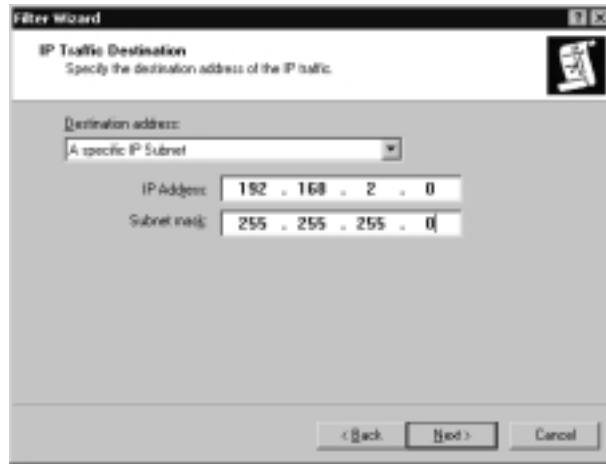 Filter Wizard
IP Traffic Destination
Specify the destination address of the IP traffic.
Destination address:
A specific IP Subnet
IP Address: 192 . 168 . 2 . 0
Subnet mask: 255 . 255 . 255 . 0
< Back Next > Cancel